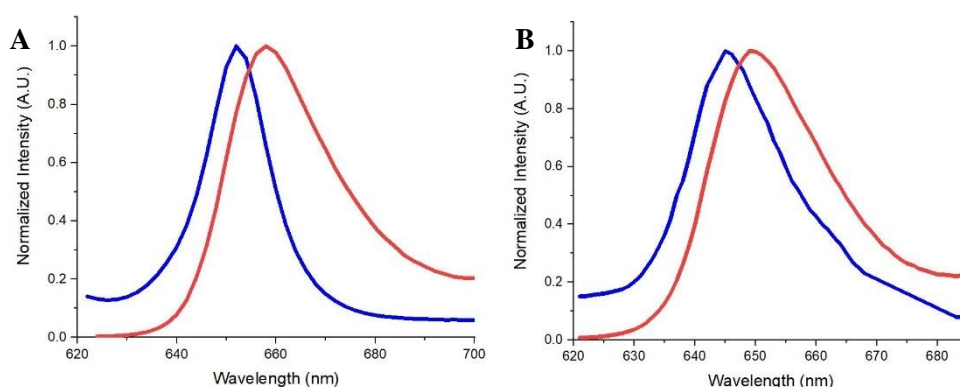 A
Normalized Intensity (A.U.)
1.0
0.8
0.6
0.4
0.2
0.0
620 640 660 680 700
Wavelength (nm)
B
Normalized Intensity (A.U.)
1.0
0.8
0.6
0.4
0.2
0.0
620 630 640 650 660 670 680
Wavelength (nm)